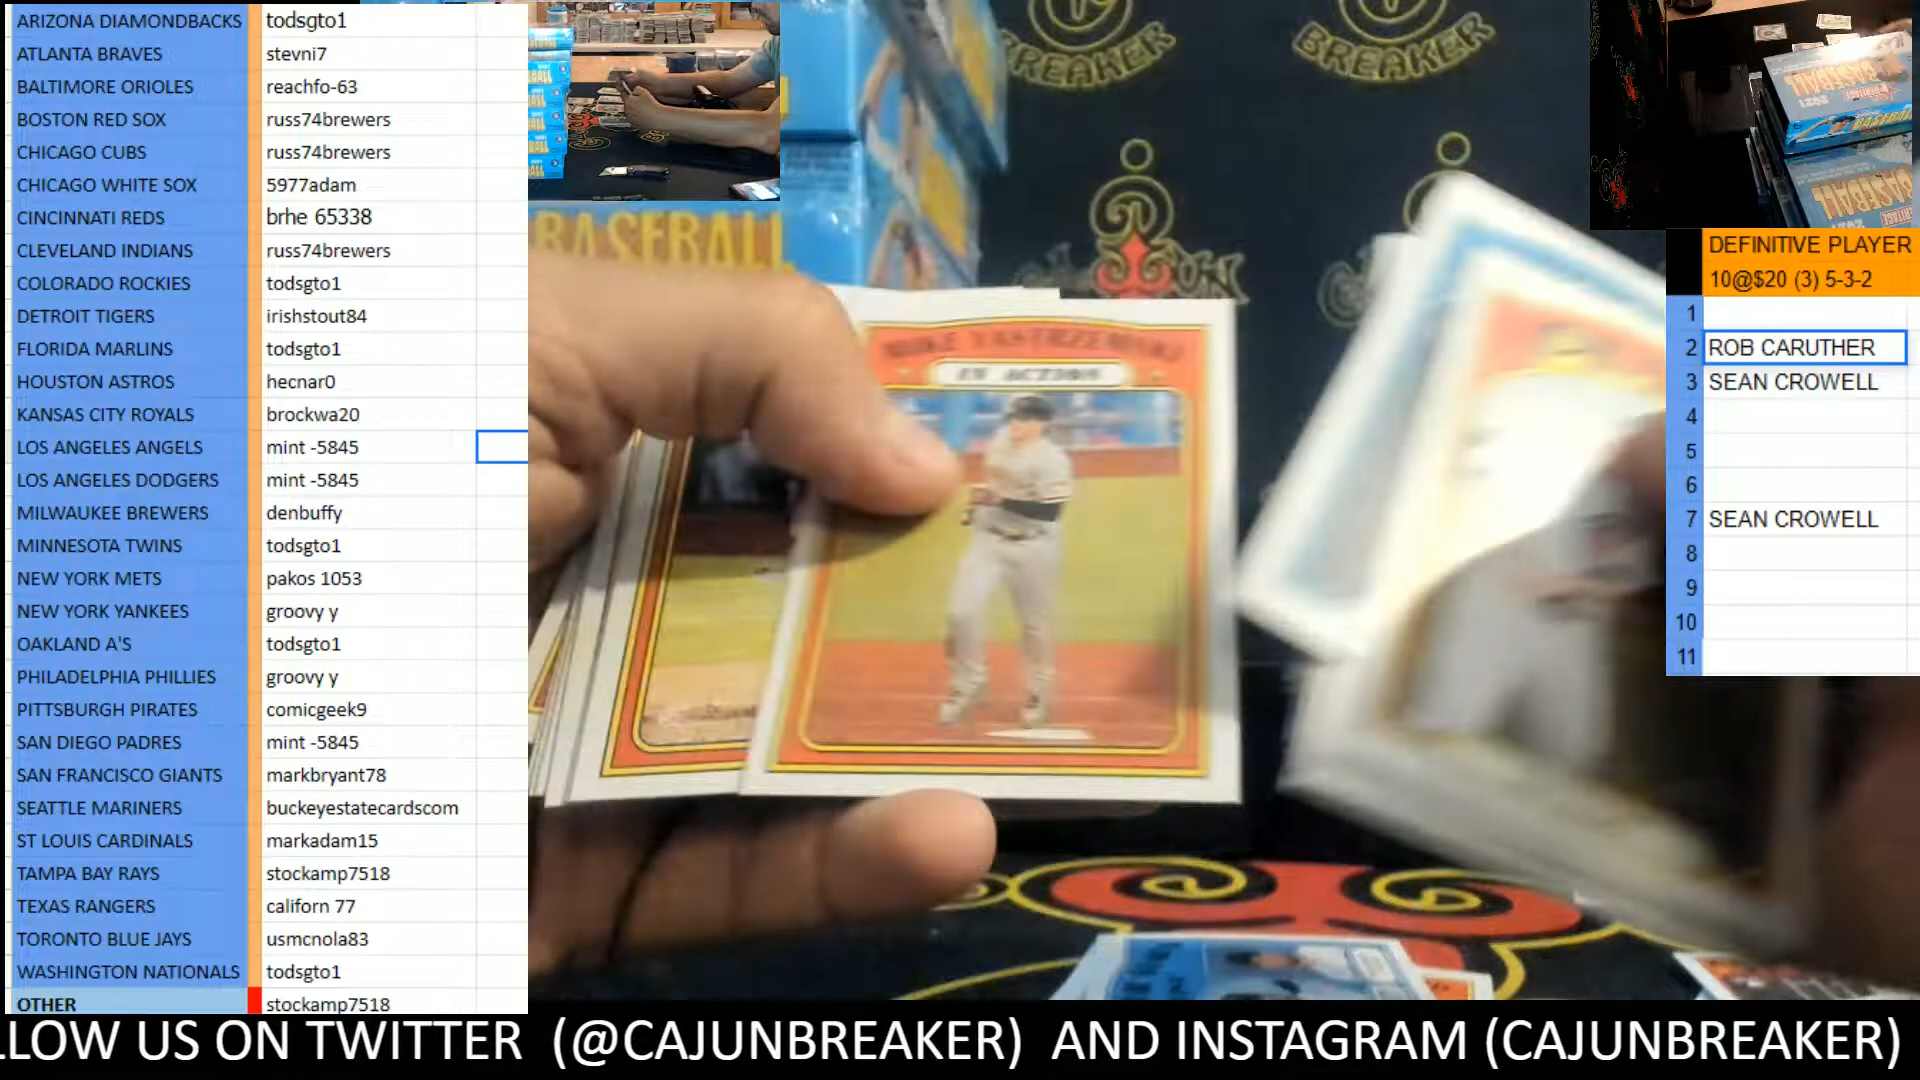 ARIZONA DIAMONDBACKS todsgto1
ATLANTA BRAVES stevni7
BALTIMORE ORIOLES reachfo-63
BOSTON RED SOX russ74brewers
CHICAGO CUBS russ74brewers
CHICAGO WHITE SOX 5977adam
CINCINNATI REDS brhe 65338
CLEVELAND INDIANS russ74brewers
COLORADO ROCKIES todsgto1
DETROIT TIGERS irishstout84
FLORIDA MARLINS todsgto1
HOUSTON ASTROS hecnar0
KANSAS CITY ROYALS brockwa20
LOS ANGELES ANGELS mint -5845
LOS ANGELES DODGERS mint -5845
MILWAUKEE BREWERS denbuffy
MINNESOTA TWINS todsgto1
NEW YORK METS pakos 1053
NEW YORK YANKEES groovy y
OAKLAND A'S todsgto1
PHILADELPHIA PHILLIES groovy y
PITTSBURGH PIRATES comicgeek9
SAN DIEGO PADRES mint -5845
SAN FRANCISCO GIANTS markbryant78
SEATTLE MARINERS buckeyestatecardscom
ST LOUIS CARDINALS markadam15
TAMPA BAY RAYS stockamp7518
TEXAS RANGERS californ 77
TORONTO BLUE JAYS usmcnola83
WASHINGTON NATIONALS todsgto1
OTHER stockamp7518
BREAKER
BREAKER
BASEBALL
MIKE YASTRZEMSKI
IN ACTION
BASEBALL
2021
BASEBALL
DEFINITIVE PLAYER
10@$20 (3) 5-3-2
1
2 ROB CARUTHER
3 SEAN CROWELL
4
5
6
7 SEAN CROWELL
8
9
10
11
LLOW US ON TWITTER (@CAJUNBREAKER) AND INSTAGRAM (CAJUNBREAKER)